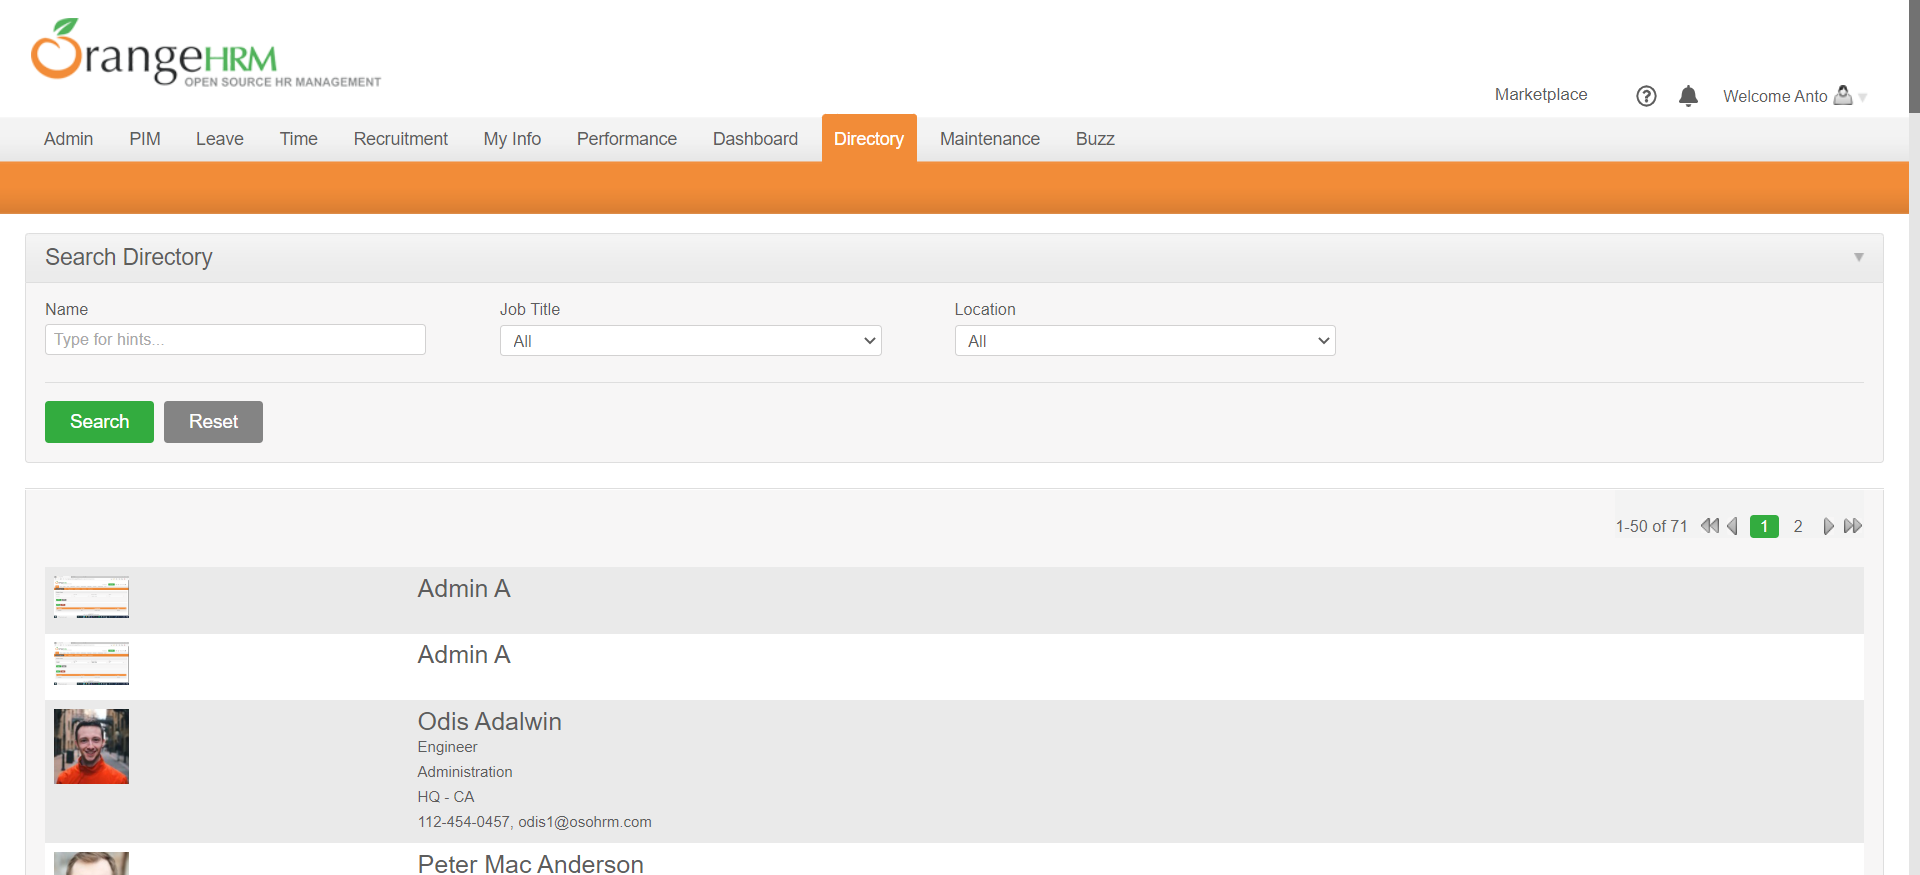 OrangeHRM
OPEN SOURCE HR MANAGEMENT
Marketplace
Welcome Anto
Admin PIM Leave Time Recruitment My Info Performance Dashboard Directory Maintenance Buzz
Search Directory
Name Job Title Location
Type for hints... All All
Search Reset
1-50 of 71 1 2
Admin A
Admin A
Odis Adalwin
Engineer
Administration
HQ - CA
112-454-0457, odis1@osohrm.com
Peter Mac Anderson